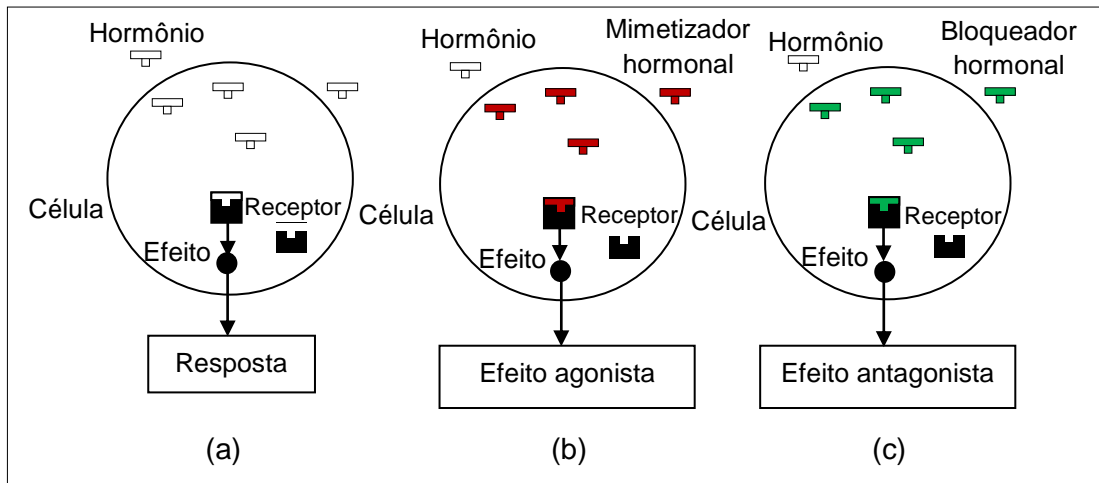 Hormônio
Célula
Receptor
Efeito
Resposta
(a)
Hormônio
Mimetizador
hormonal
Célula
Receptor
Efeito
Efeito agonista
(b)
Hormônio
Bloqueador
hormonal
Célula
Receptor
Efeito
Efeito antagonista
(c)